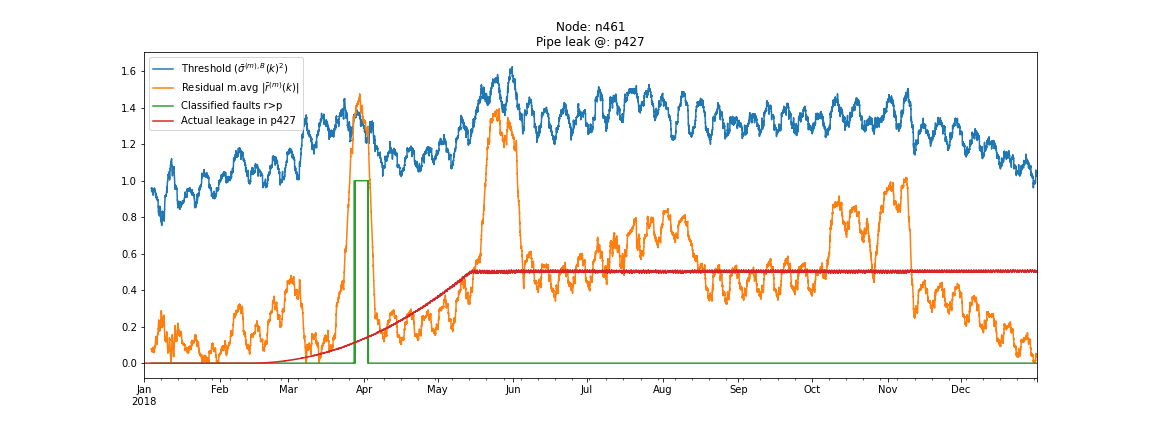 Node: n461
Pipe leak @: p427
Threshold (σ̄⁽ᵐ⁾,ᴮ(k)²)
Residual m.avg |r̄⁽ᵐ⁾(k)|
Classified faults r>p
Actual leakage in p427
1.6
1.4
1.2
1.0
0.8
0.6
0.4
0.2
0.0
Jan Feb Mar Apr May Jun Jul Aug Sep Oct Nov Dec
2018